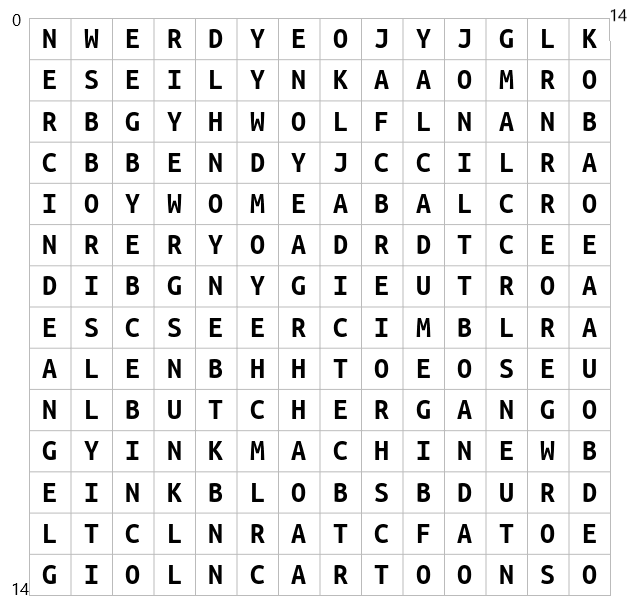 0 14
N W E R D Y E O J Y J G L K
E S E I L Y N K A A O M R O
R B G Y H W O L F L N A N B
C B B E N D Y J C C I L R A
I O Y W O M E A B A L C R O
N R E R Y O A D R D T C E E
D I B G N Y G I E U T R O A
E S C S E E R C I M B L R A
A L E N B H H T O E O S E U
N L B U T C H E R G A N G O
G Y I N K M A C H I N E W B
E I N K B L O B S B D U R D
L T C L N R A T C F A T O E
14 G I O L N C A R T O O N S O